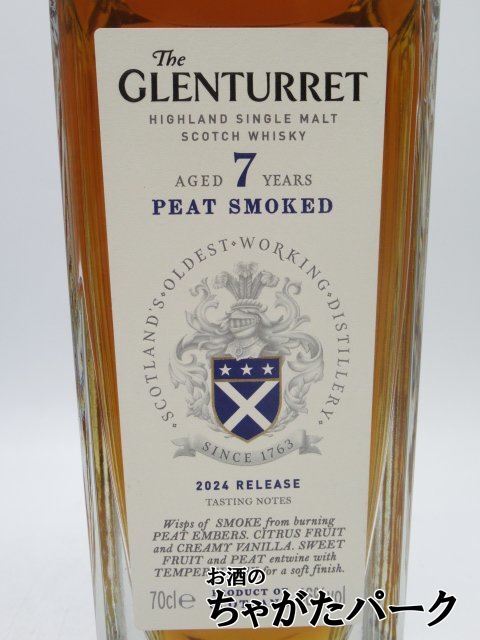 The
GLENTURRET
HIGHLAND SINGLE MALT
SCOTCH WHISKY
AGED 7 YEARS
PEAT SMOKED
SCOTLAND'S • OLDEST • WORKING • DISTILLERY
SINCE 1763
2024 RELEASE
TASTING NOTES
Wisps of SMOKE from burning
PEAT EMBERS. CITRUS FRUIT
and CREAMY VANILLA. SWEET
FRUIT and PEAT entwine with
for a soft finish.
お酒の
PRODUCT OF
70cl e
ちゃがたパーク